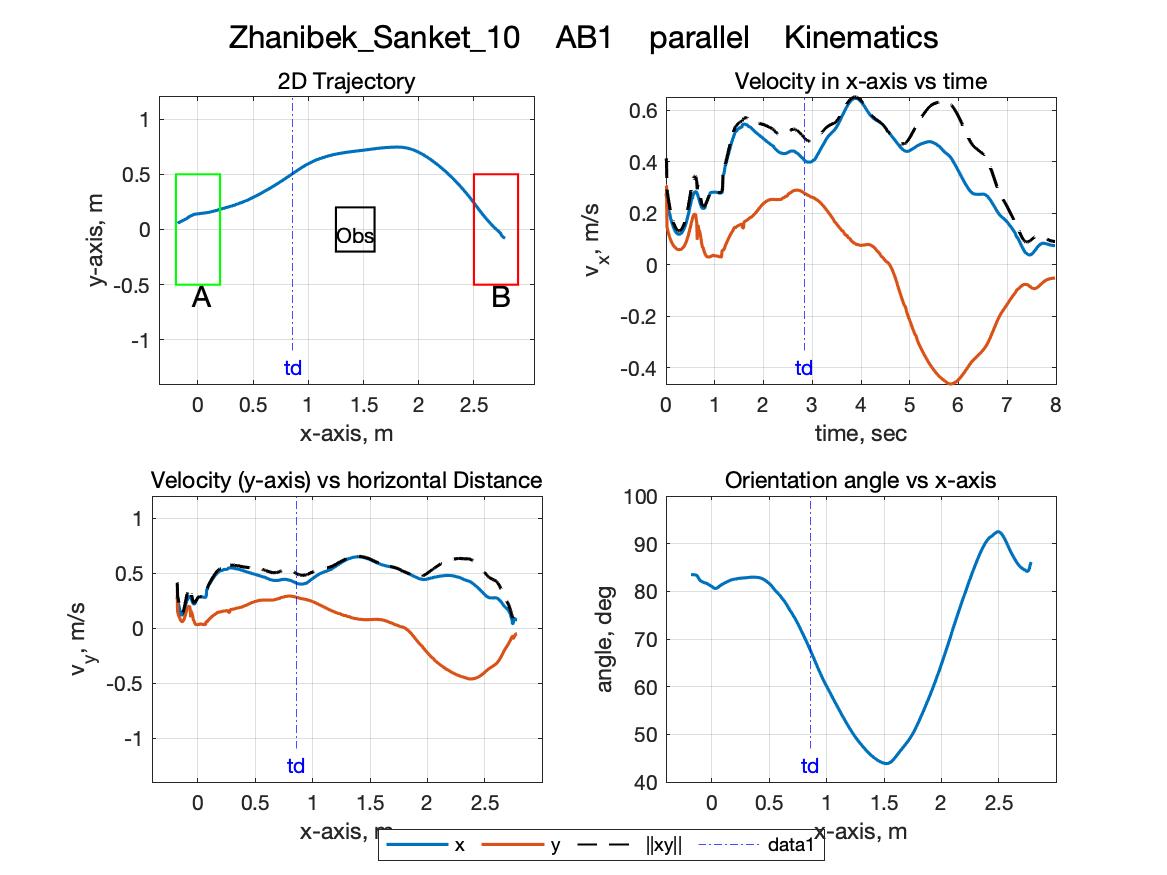 Zhanibek_Sanket_10 AB1 parallel Kinematics
2D Trajectory
1
0.5
0
-0.5
-1
y-axis, m
Obs
A
B
td
0 0.5 1 1.5 2 2.5
x-axis, m
Velocity in x-axis vs time
0.6
0.4
0.2
0
-0.2
-0.4
vx, m/s
td
0 1 2 3 4 5 6 7 8
time, sec
Velocity (y-axis) vs horizontal Distance
1
0.5
0
-0.5
-1
vy, m/s
td
0 0.5 1 1.5 2 2.5
x-axis, m
Orientation angle vs x-axis
100
90
80
70
60
50
40
angle, deg
td
0 0.5 1 1.5 2 2.5
x-axis, m
x y ||xy|| data1